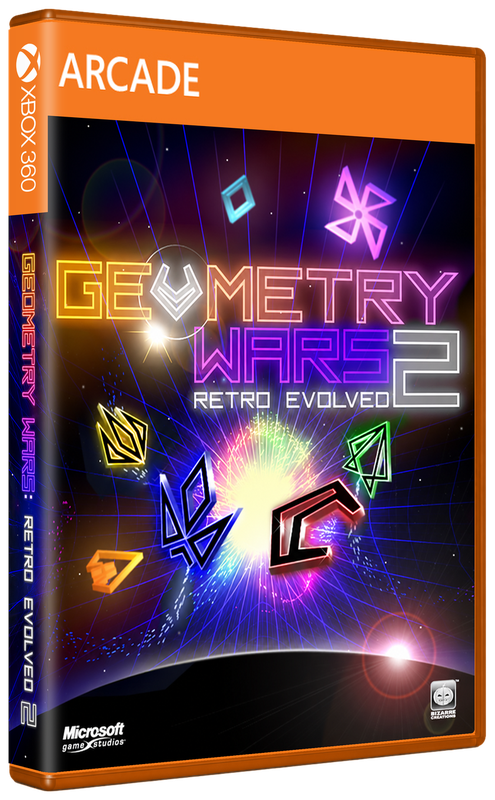 XBOX 360
ARCADE
GEOMETRY
WARS 2
RETRO EVOLVED
GEOMETRY WARS: RETRO EVOLVED 2
Microsoft
game studios
BIZARRE
CREATIONS